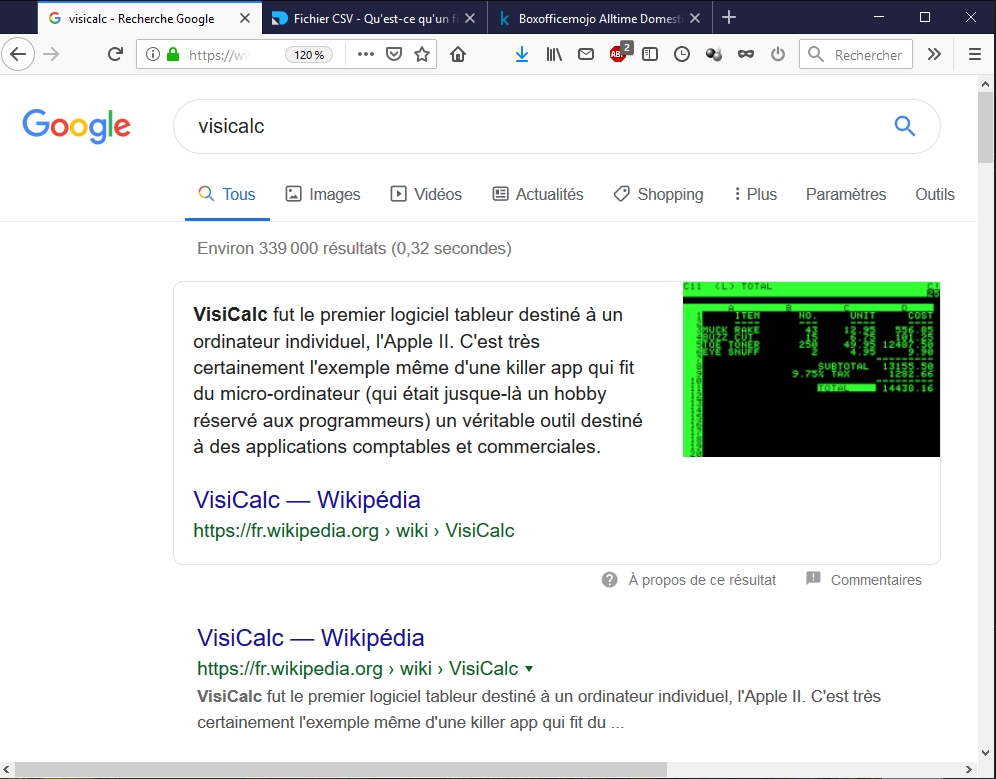 visicalc - Recherche Google
Fichier CSV - Qu'est-ce qu'un fi
Boxofficemojo Alltime Domesti
https://w
120 %
ABP
2
Rechercher
Google
visicalc
Tous Images Vidéos Actualités Shopping Plus Paramètres Outils
Environ 339 000 résultats (0,32 secondes)
VisiCalc fut le premier logiciel tableur destiné à un
ordinateur individuel, l'Apple II. C'est très
certainement l'exemple même d'une killer app qui fit
du micro-ordinateur (qui était jusque-là un hobby
réservé aux programmeurs) un véritable outil destiné
à des applications comptables et commerciales.
C11 (L) TOTAL C!
A B C D
ITEM NO. UNIT COST
MUCK RAKE 43 12.95 556.85
BUZZ CUT 15 6.75 101.25
TOE TONER 250 49.95 12487.50
EYE SNUFF 2 4.95 9.90
SUBTOTAL 13155.50
9.75% TAX 1282.66
TOTAL 14438.16
VisiCalc — Wikipédia
https://fr.wikipedia.org › wiki › VisiCalc
À propos de ce résultat Commentaires
VisiCalc — Wikipédia
https://fr.wikipedia.org › wiki › VisiCalc
VisiCalc fut le premier logiciel tableur destiné à un ordinateur individuel, l'Apple II. C'est très
certainement l'exemple même d'une killer app qui fit du ...